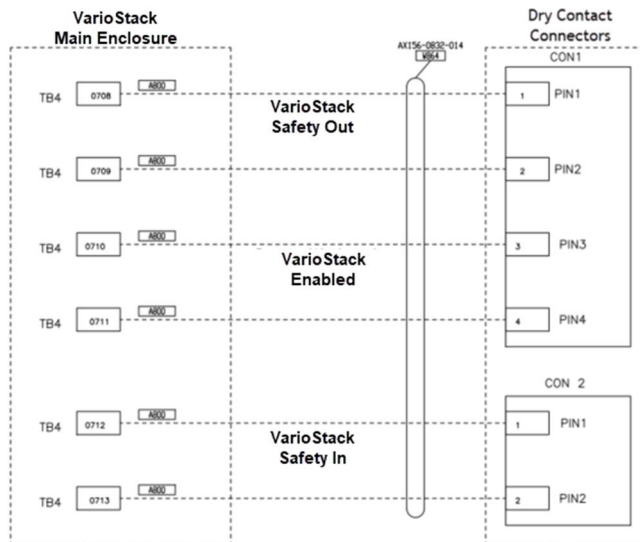 VarioStack
Main Enclosure
Dry Contact
Connectors
AX156-0832-014
W864
CON1
TB4 0708 A800
VarioStack
Safety Out
1 PIN1
TB4 0709 A800
2 PIN2
TB4 0710 A800
VarioStack
Enabled
3 PIN3
TB4 0711 A800
4 PIN4
CON 2
TB4 0712 A800
VarioStack
Safety In
1 PIN1
TB4 0713 A800
2 PIN2